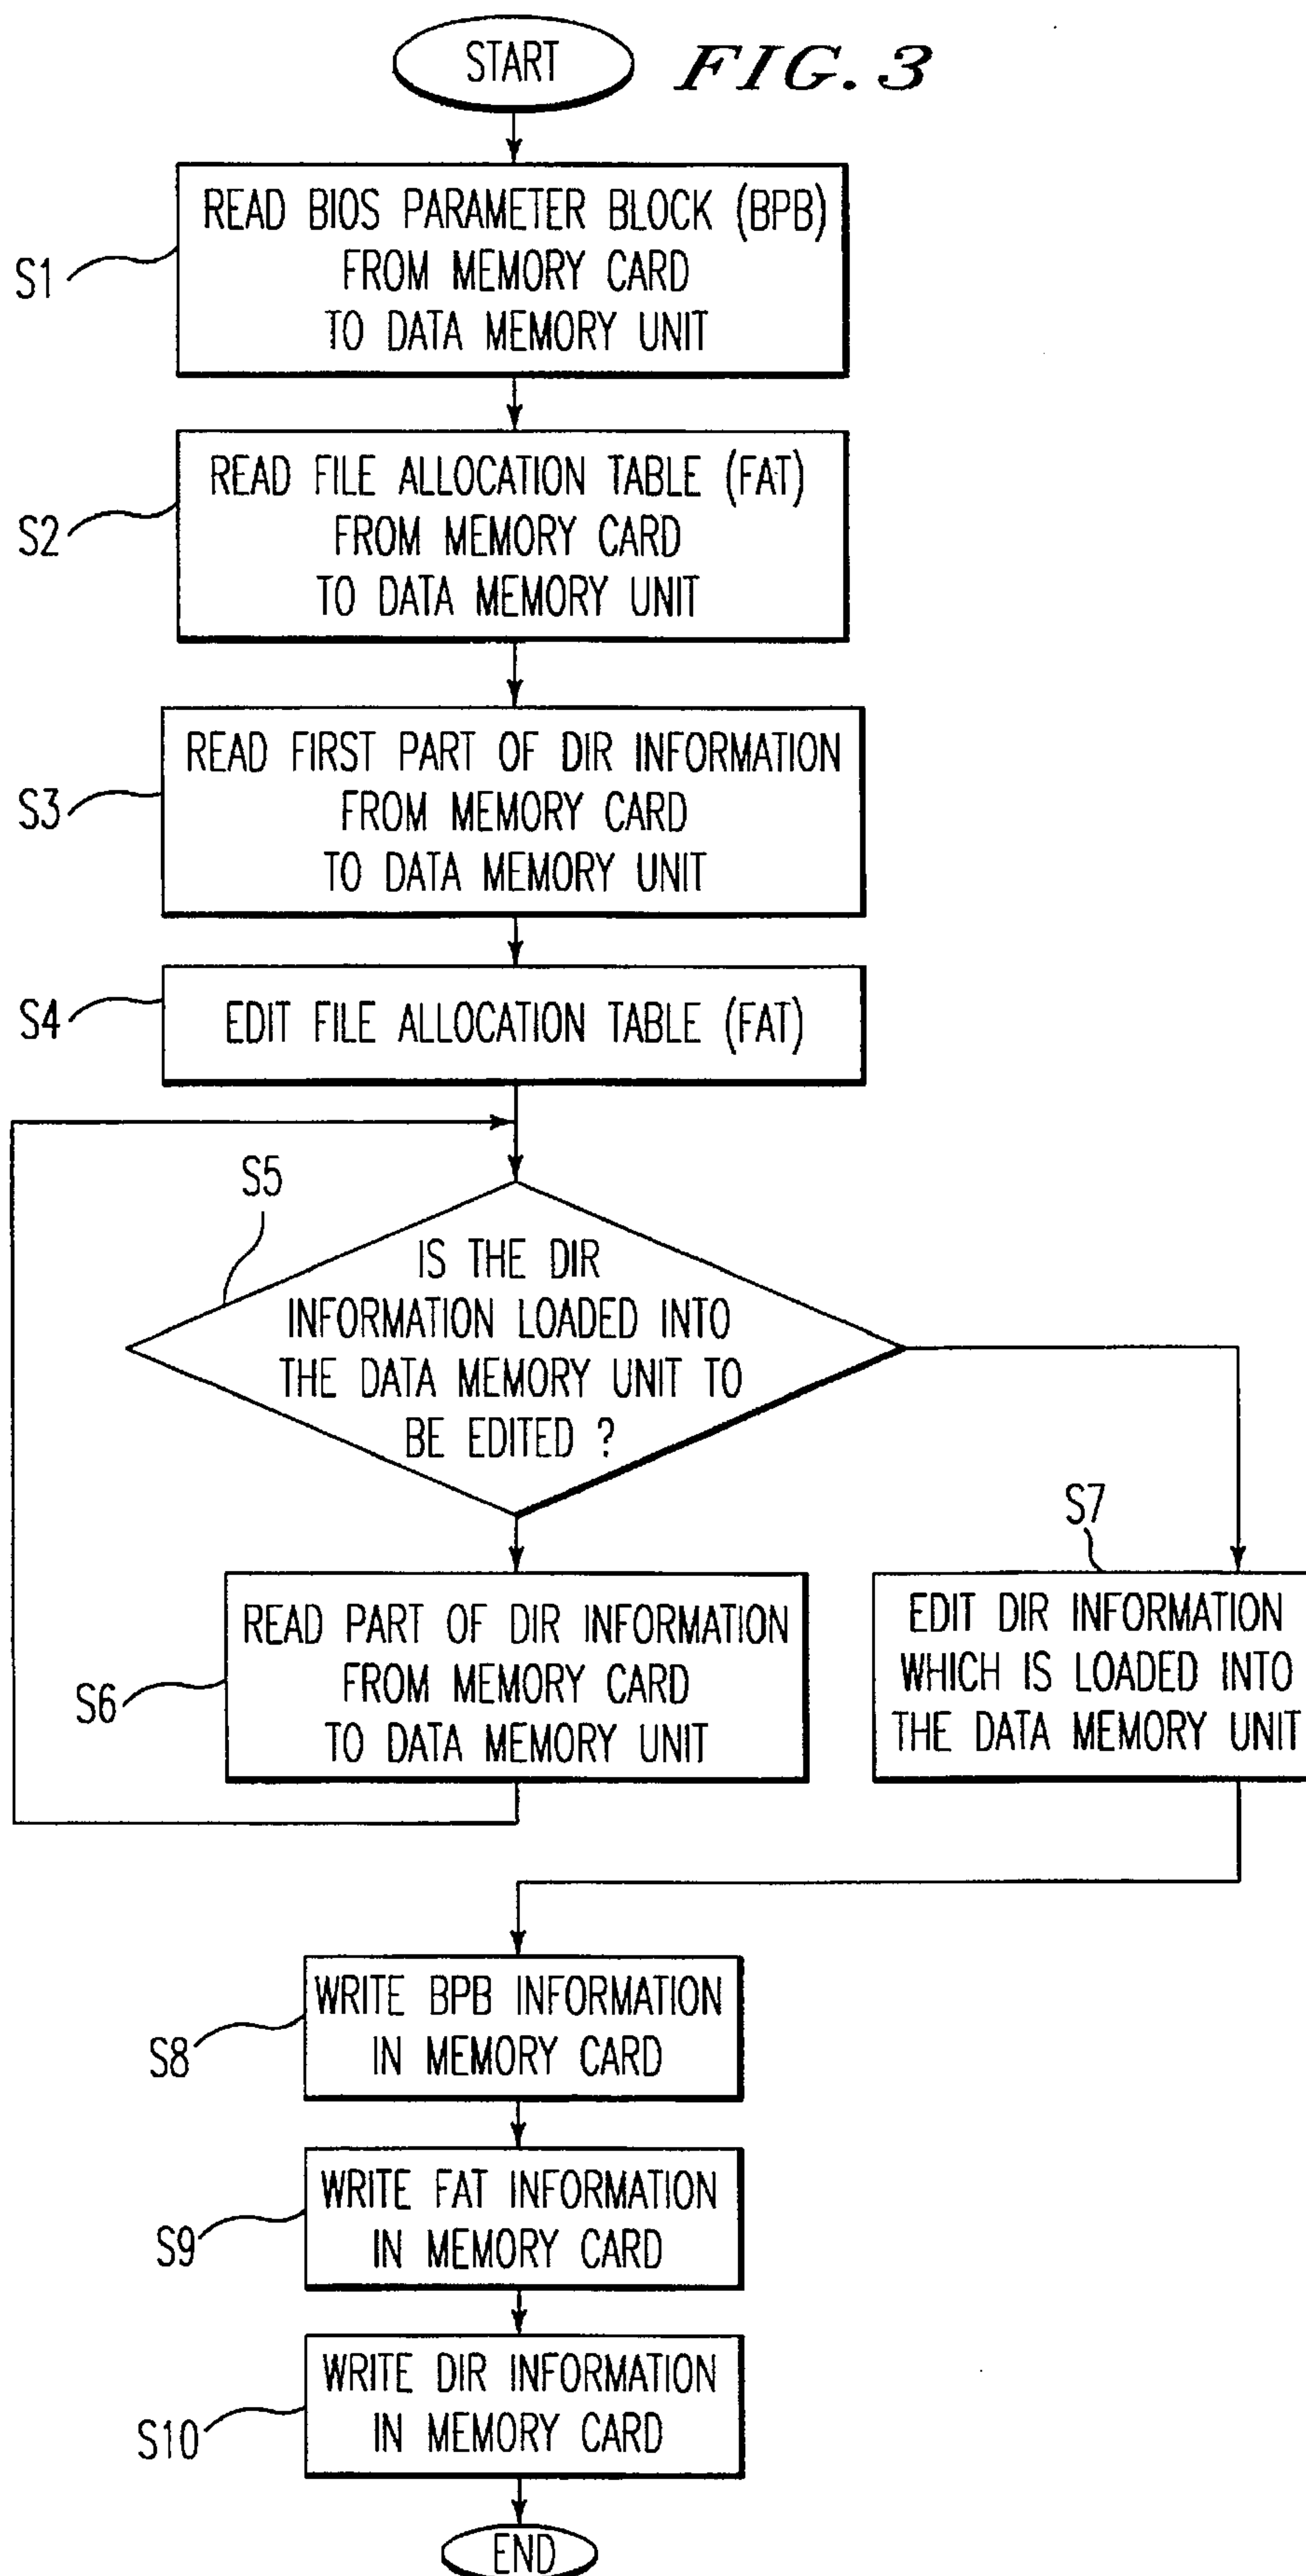 START
FIG. 3
READ BIOS PARAMETER BLOCK (BPB)
FROM MEMORY CARD
TO DATA MEMORY UNIT
S1
READ FILE ALLOCATION TABLE (FAT)
FROM MEMORY CARD
TO DATA MEMORY UNIT
S2
READ FIRST PART OF DIR INFORMATION
FROM MEMORY CARD
TO DATA MEMORY UNIT
S3
EDIT FILE ALLOCATION TABLE (FAT)
S4
S5
IS THE DIR
INFORMATION LOADED INTO
THE DATA MEMORY UNIT TO
BE EDITED ?
READ PART OF DIR INFORMATION
FROM MEMORY CARD
TO DATA MEMORY UNIT
S6
S7
EDIT DIR INFORMATION
WHICH IS LOADED INTO
THE DATA MEMORY UNIT
WRITE BPB INFORMATION
IN MEMORY CARD
S8
WRITE FAT INFORMATION
IN MEMORY CARD
S9
WRITE DIR INFORMATION
IN MEMORY CARD
S10
END